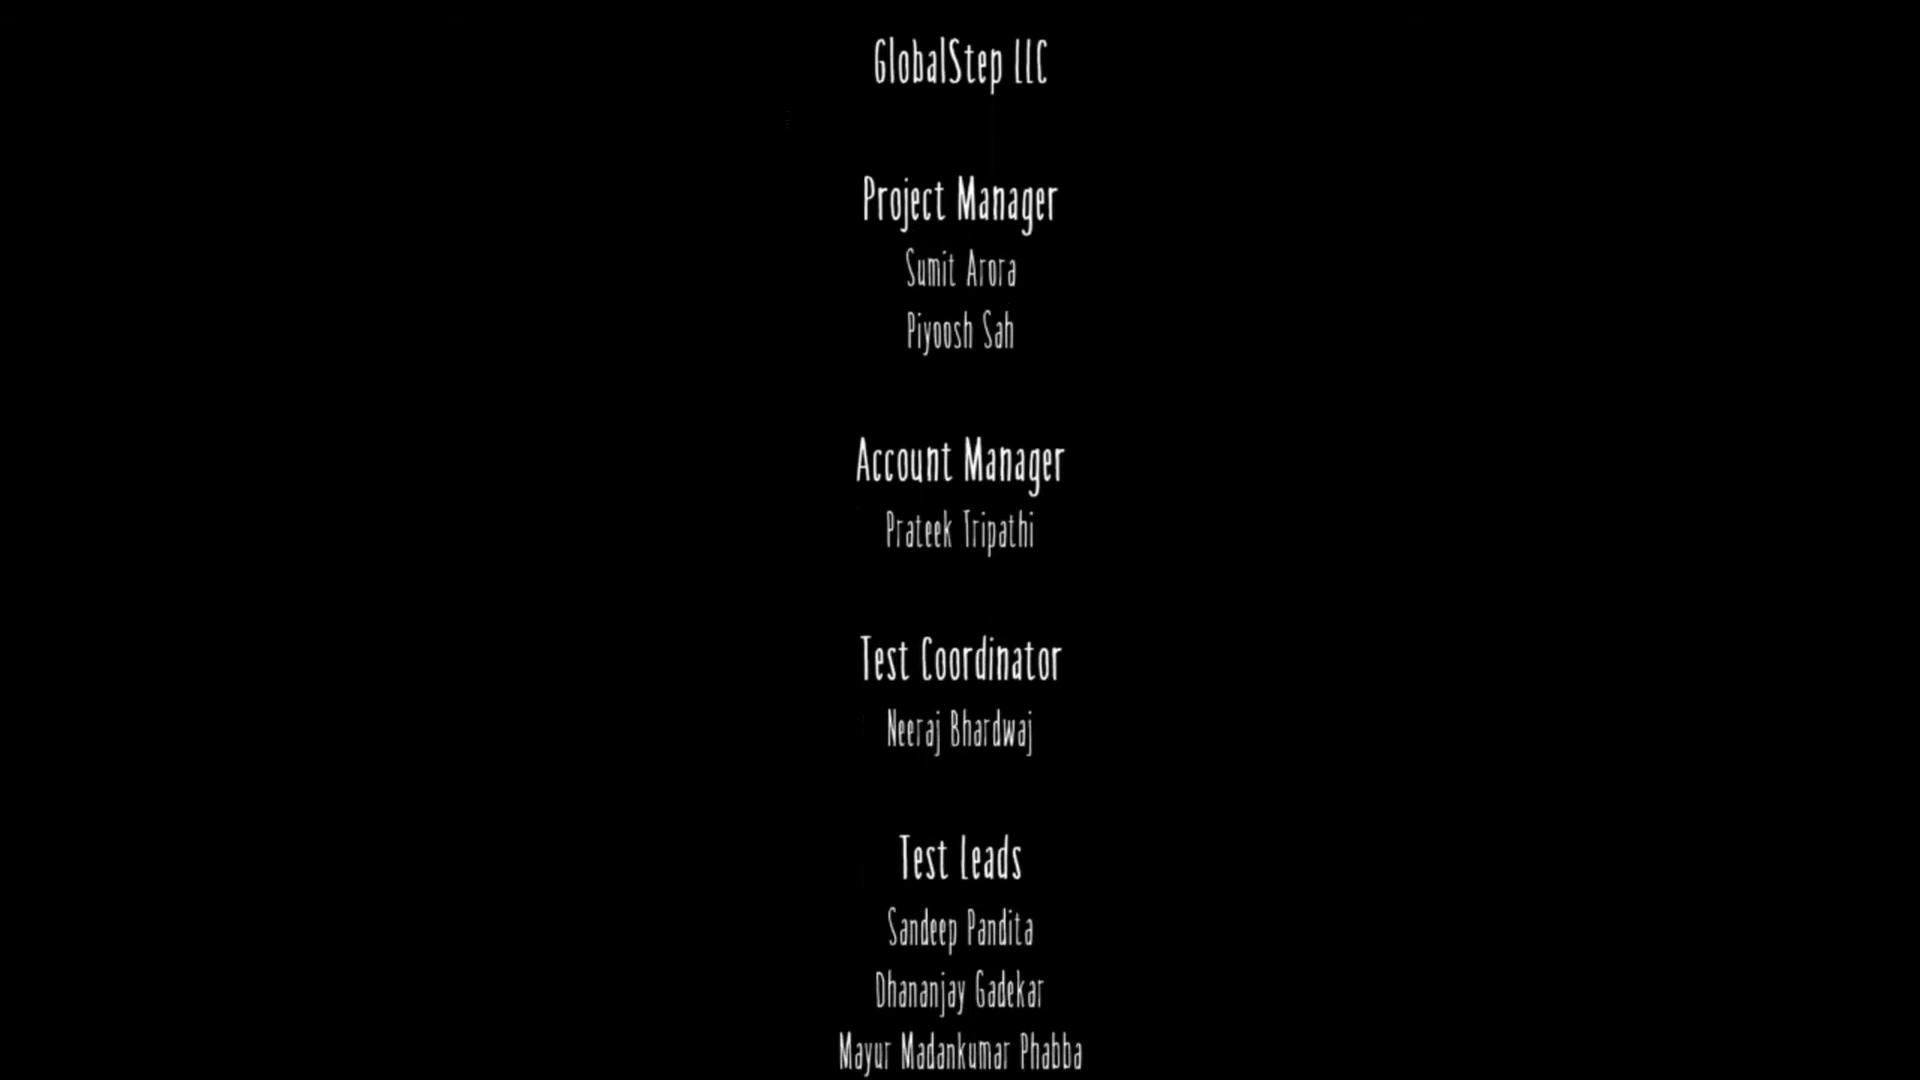 GlobalStep LLC
Project Manager
Sumit Arora
Piyoosh Sah
Account Manager
Prateek Tripathi
Test Coordinator
Neeraj Bhardwaj
Test Leads
Sandeep Pandita
Dhananjay Gadekar
Mayur Madankumar Phabba